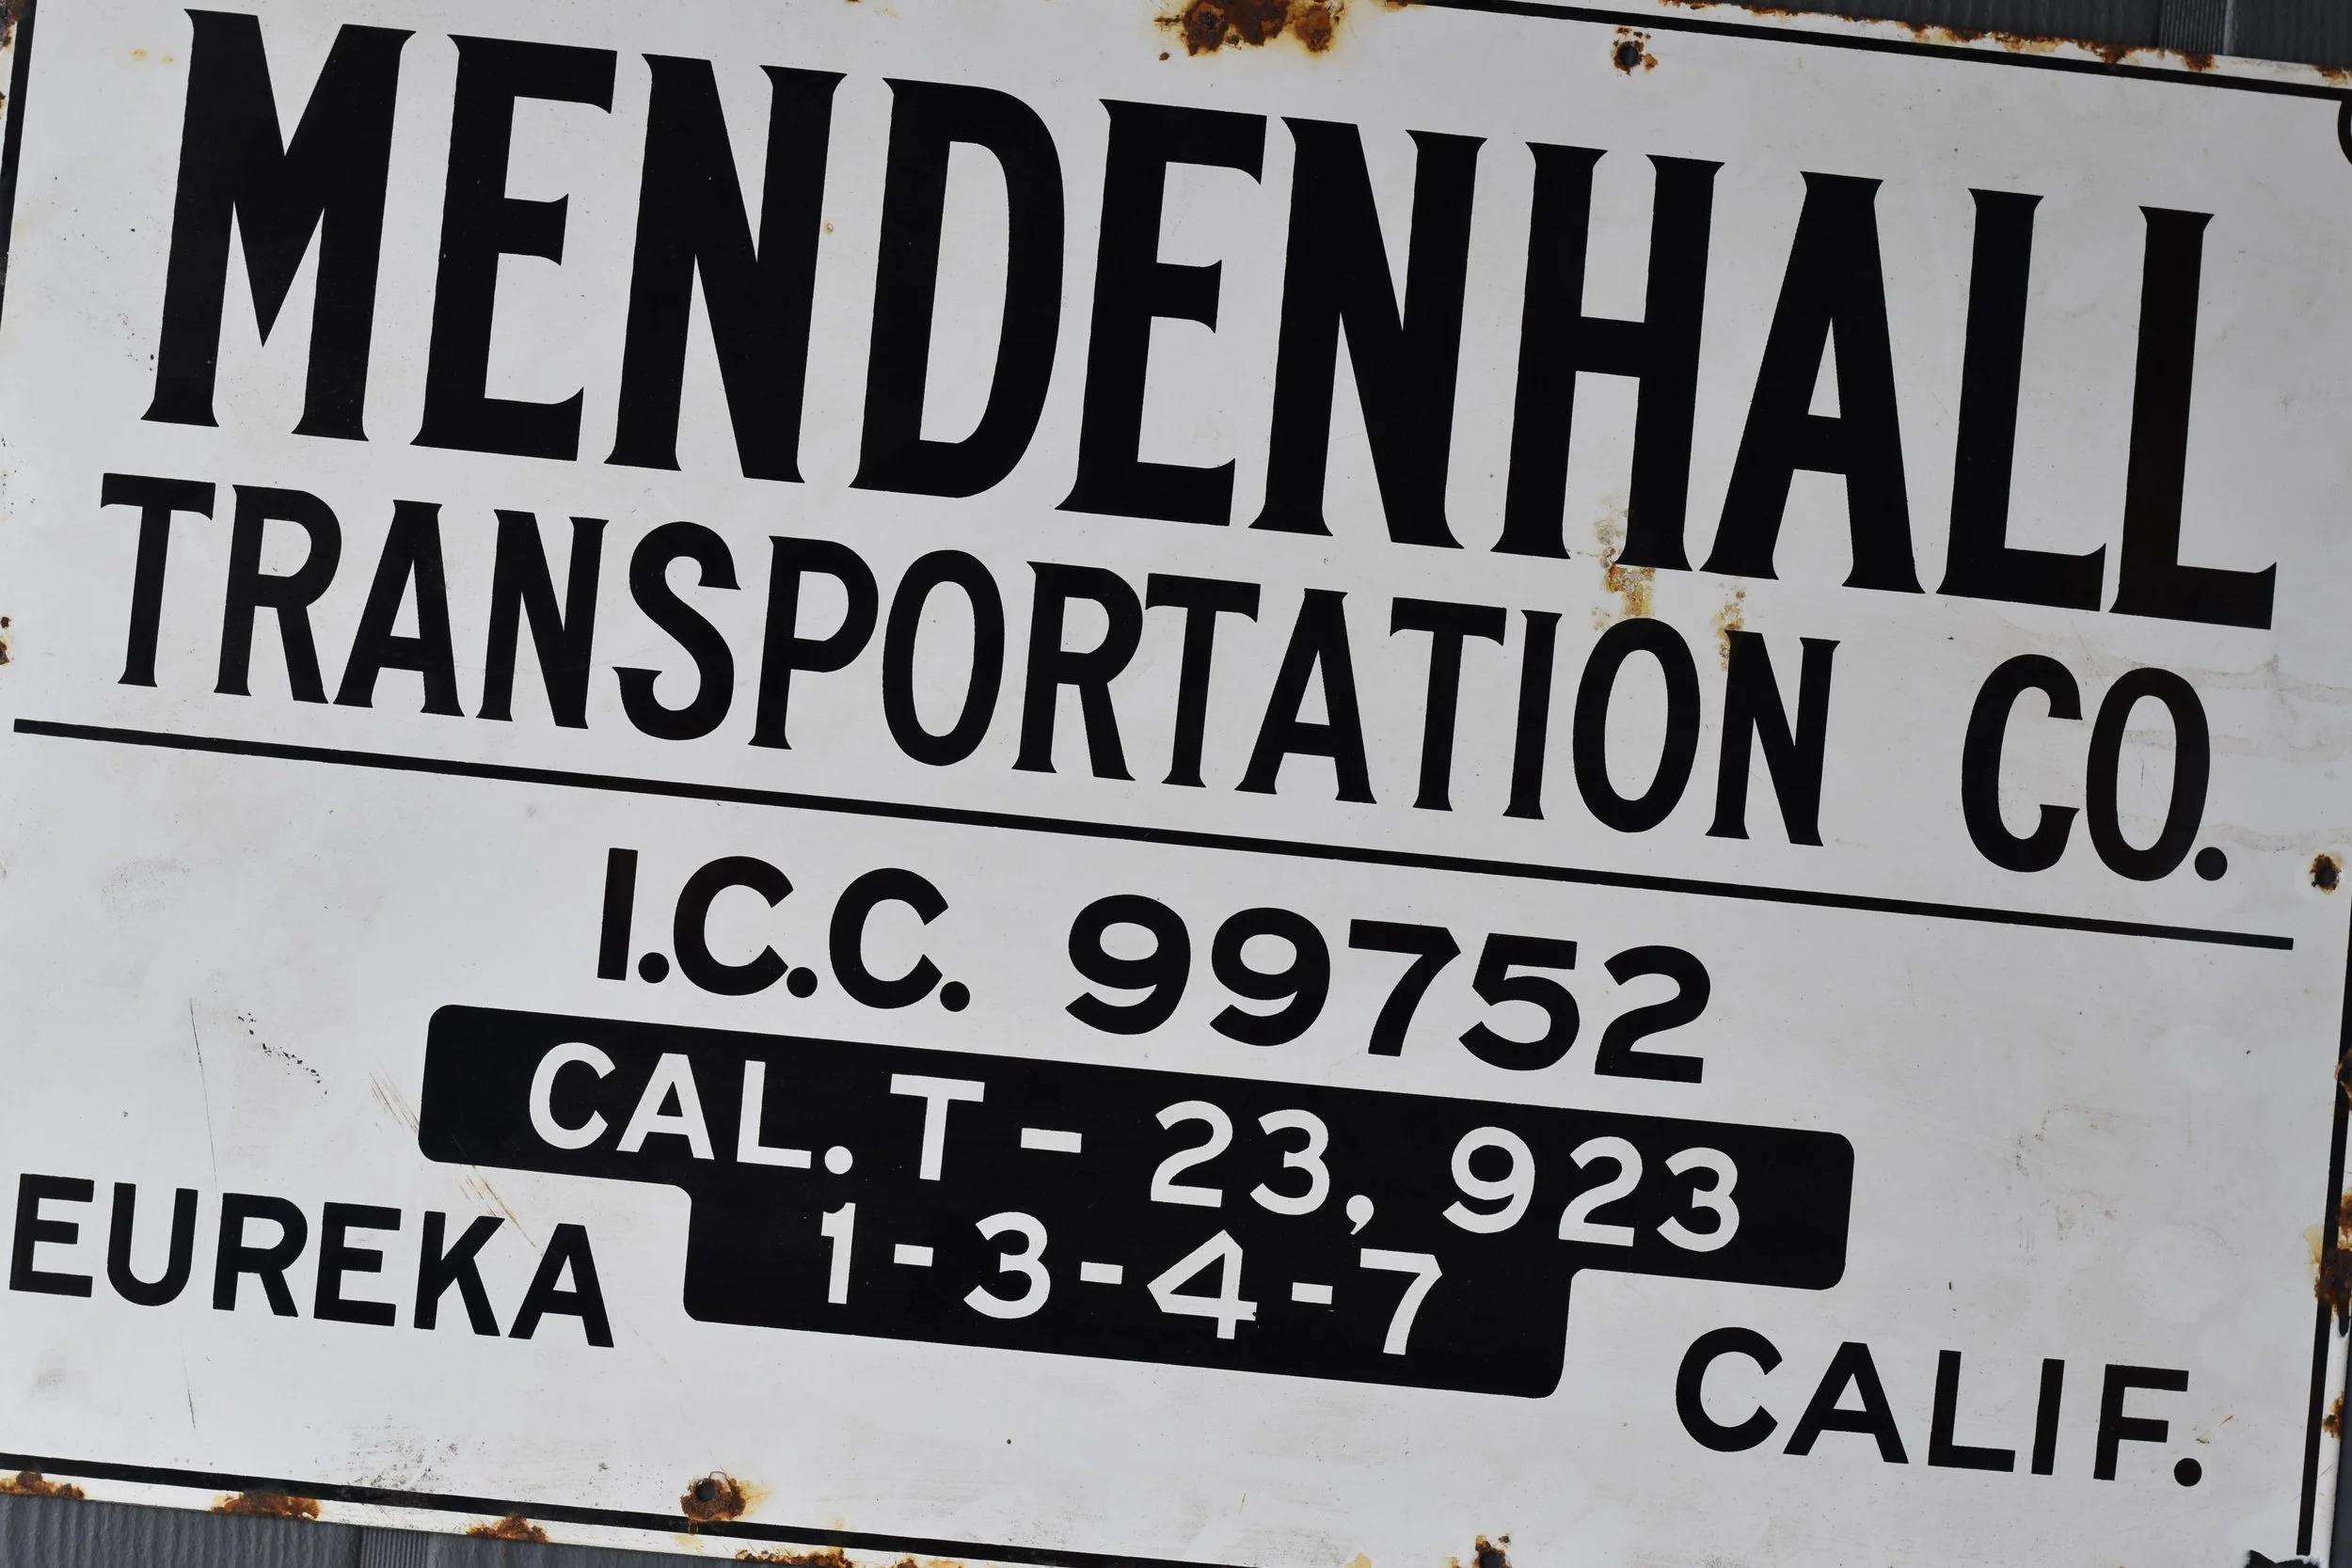 MENDENHALL
TRANSPORTATION CO.
I.C.C. 99752
CAL. T - 23, 923
1-3-4-7
EUREKA CALIF.